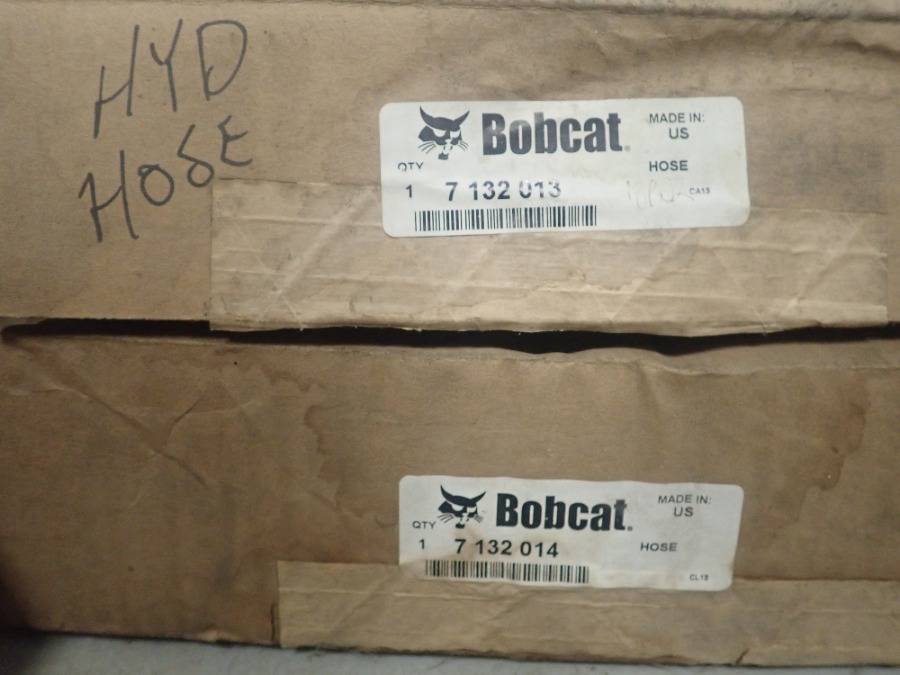 HYD
HOSE
Bobcat.
MADE IN:
US
QTY
HOSE
1 7 132 013
CA13
Bobcat.
MADE IN:
US
QTY
1 7 132 014
HOSE
CL13